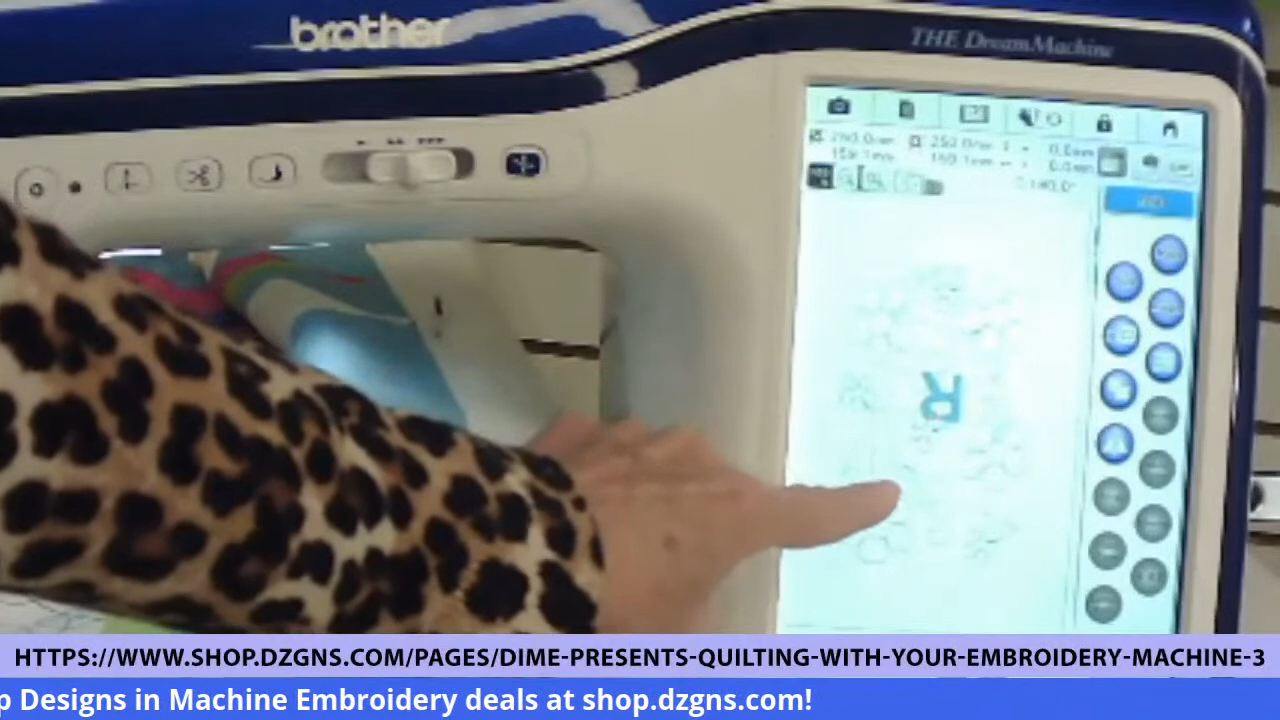 brother
THE DreamMachine
R
HTTPS://WWW.SHOP.DZGNS.COM/PAGES/DIME-PRESENTS-QUILTING-WITH-YOUR-EMBROIDERY-MACHINE-3
p Designs in Machine Embroidery deals at shop.dzgns.com!